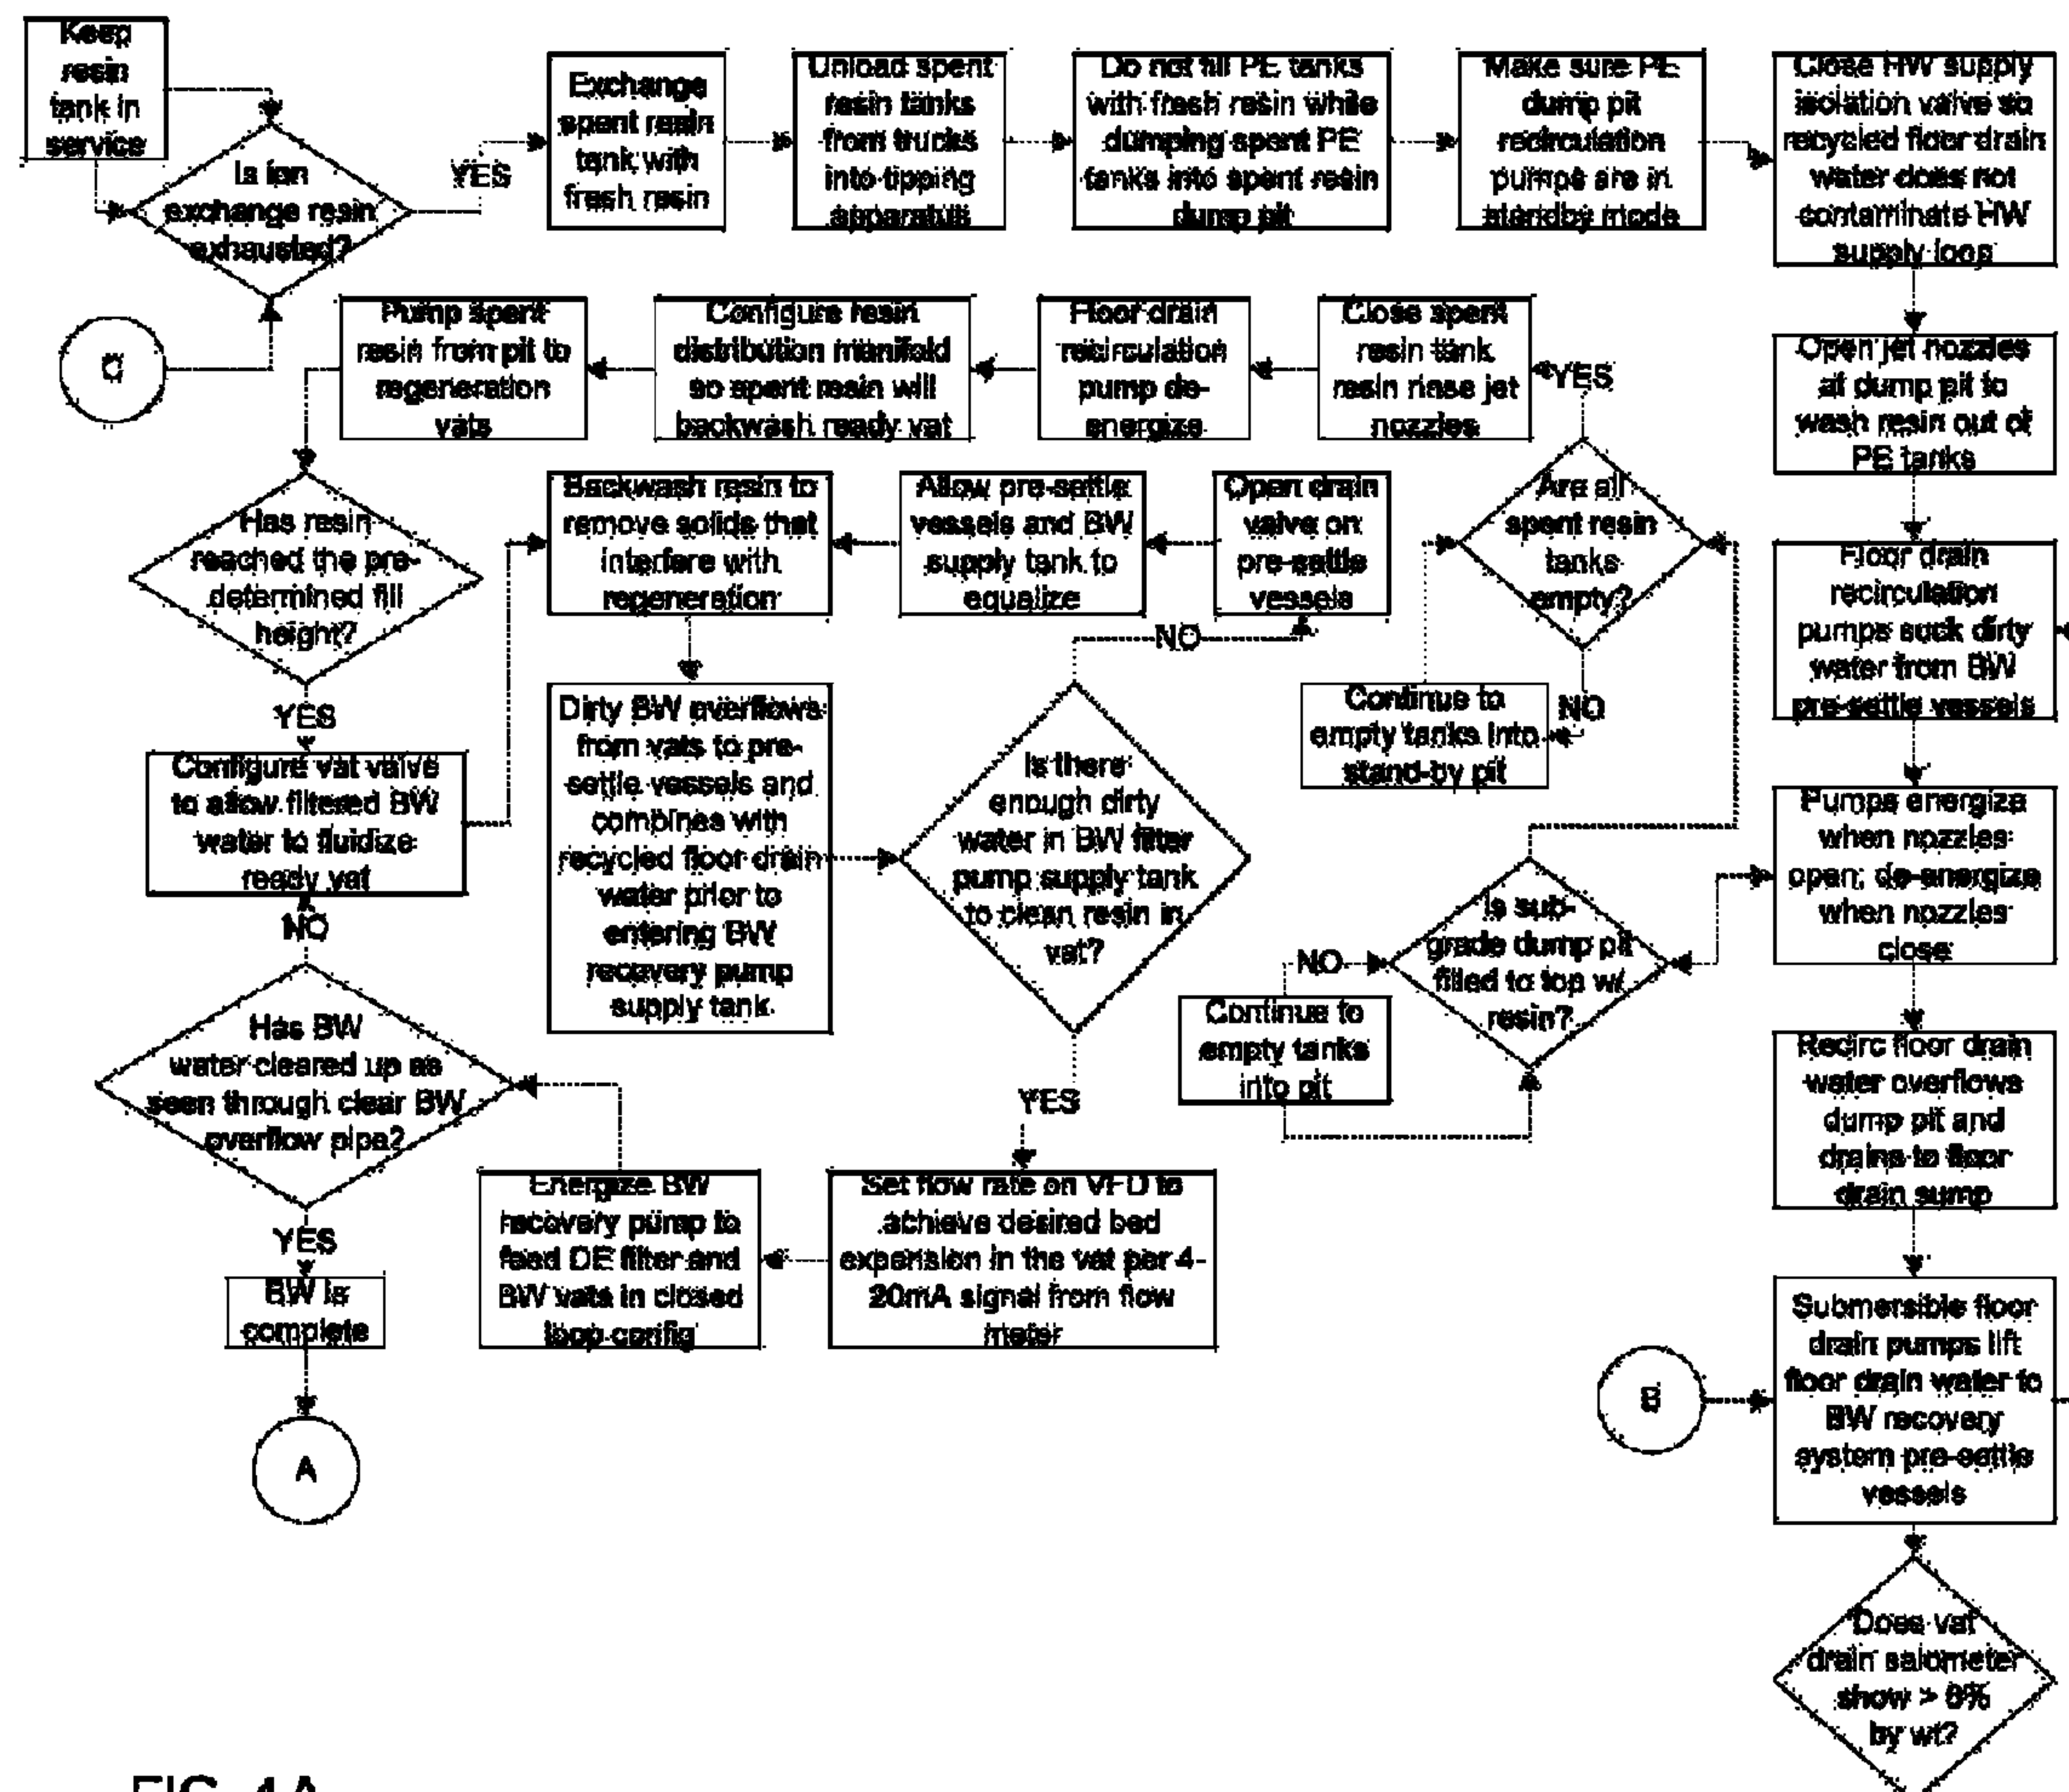 Keep
resin
tank in
service
Is ion
exchange resin
exhausted?
YES
Exchange
spent resin
tank with
fresh resin
Unload spent
resin tanks
from trucks
into tipping
apparatus
Do not fill PE tanks
with fresh resin while
dumping spent PE
tanks into spent resin
dump pit
Make sure PE
dump pit
recirculation
pumps are in
standby mode
Close HW supply
isolation valve so
recycled floor drain
water does not
contaminate HW
supply loop
C
Pump spent
resin from pit to
regeneration
vats
Configure resin
distribution manifold
so spent resin will
backwash ready vat
Floor drain
recirculation
pump de-
energize
Close spent
resin tank
resin rinse jet
nozzles
YES
Open jet nozzles
at dump pit to
wash resin out of
PE tanks
Has resin
reached the pre-
determined fill
height?
Backwash resin to
remove solids that
interfere with
regeneration
Allow pre-settle
vessels and BW
supply tank to
equalize
Open drain
valve on
pre-settle
vessels
Are all
spent resin
tanks
empty?
Floor drain
recirculation
pumps suck dirty
water from BW
pre-settle vessels
NO
YES
Dirty BW overflows
from vats to pre-
settle vessels and
combines with
recycled floor drain
water prior to
entering BW
recovery pump
supply tank
Is there
enough dirty
water in BW filter
pump supply tank
to clean resin in
vat?
Continue to
empty tanks into
stand-by pit
NO
Configure vat valve
to allow filtered BW
water to fluidize
ready vat
Pumps energize
when nozzles
open; de-energize
when nozzles
close
NO
Is sub-
grade dump pit
filled to top w/
resin?
NO
Continue to
empty tanks
into pit
Has BW
water cleared up as
seen through clear BW
overflow pipe?
YES
Recirc floor drain
water overflows
dump pit and
drains to floor
drain sump
YES
BW is
complete
Energize BW
recovery pump to
feed DE filter and
BW vats in closed
loop config
Set flow rate on VFD to
achieve desired bed
expansion in the vat per 4-
20mA signal from flow
meter
A
B
Submersible floor
drain pumps lift
floor drain water to
BW recovery
system pre-settle
vessels
Does vat
drain salometer
show > 0%
by wt?
FIG. 4A